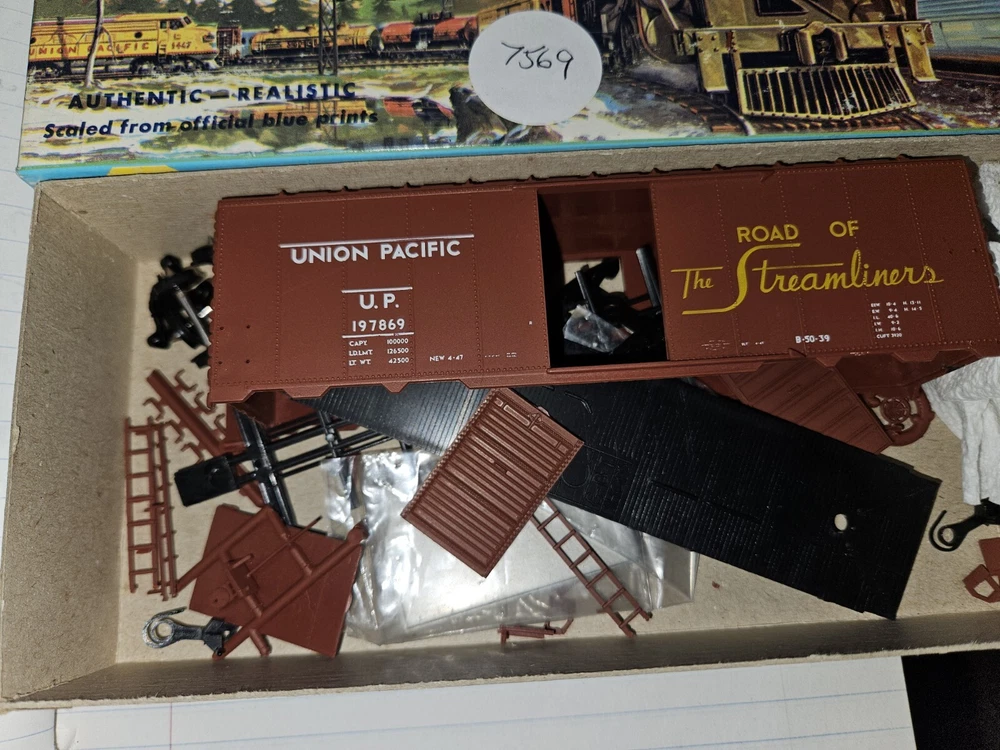 UNION PACIFIC 1447
7569
AUTHENTIC — REALISTIC
Scaled from official blue prints
UNION PACIFIC
U.P.
197869
CAPY. 100000
LD.LMT. 126500
LT. WT. 42500
NEW 4-47
ROAD OF
The Streamliners
B-50-39